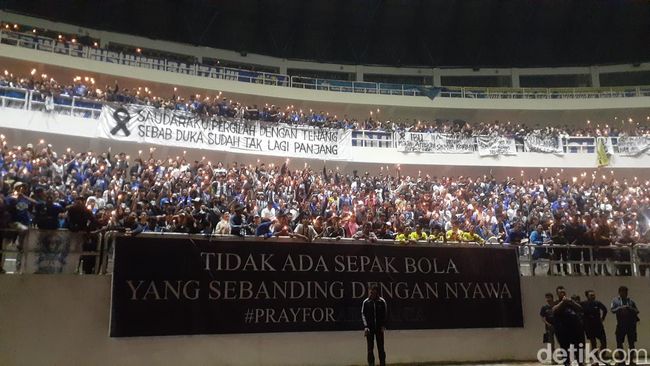 SAUDARAKU, PERGILAH DENGAN TENANG
SEBAB DUKA SUDAH TAK LAGI PANJANG
TIDAK ADA SEPAK BOLA
YANG SEBANDING DENGAN NYAWA
#PRAYFOR
detikcom